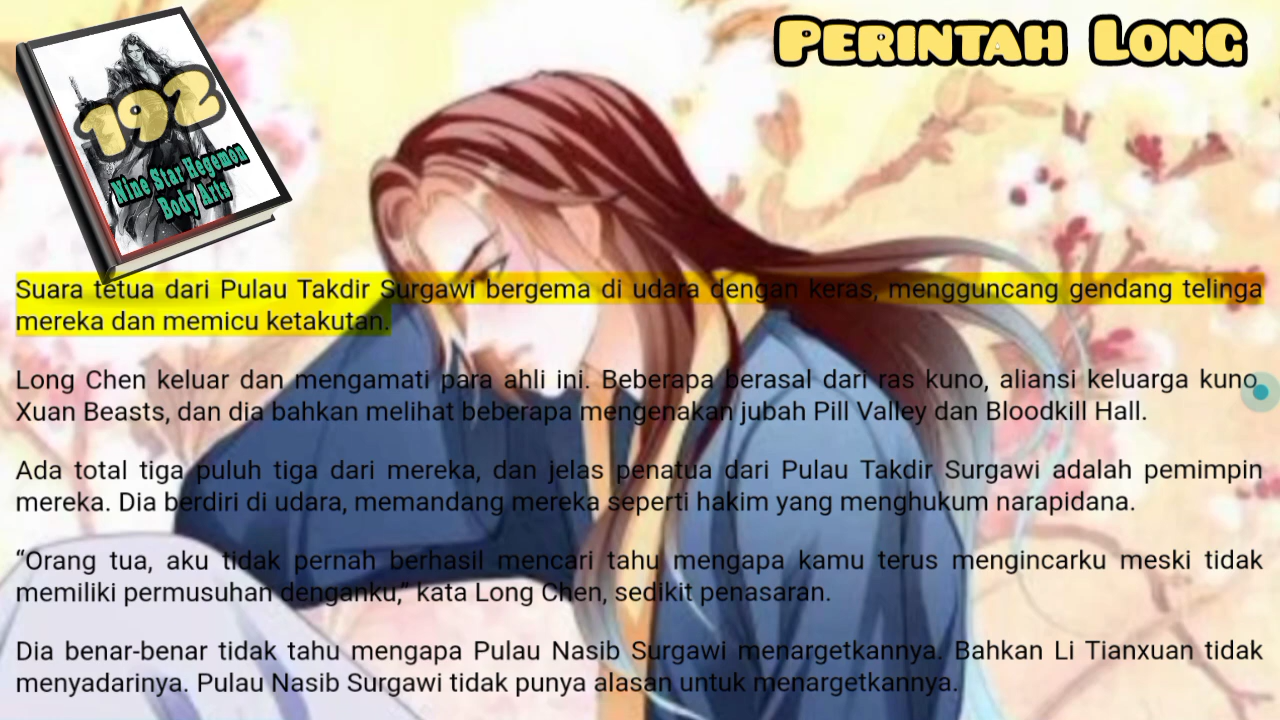 PERINTAH LONG
192
Nine Star Hegemon
Body Arts
Suara tetua dari Pulau Takdir Surgawi bergema di udara dengan keras, mengguncang gendang telinga
mereka dan memicu ketakutan.
Long Chen keluar dan mengamati para ahli ini. Beberapa berasal dari ras kuno, aliansi keluarga kuno
Xuan Beasts, dan dia bahkan melihat beberapa mengenakan jubah Pill Valley dan Bloodkill Hall.
Ada total tiga puluh tiga dari mereka, dan jelas penatua dari Pulau Takdir Surgawi adalah pemimpin
mereka. Dia berdiri di udara, memandang mereka seperti hakim yang menghukum narapidana.
“Orang tua, aku tidak pernah berhasil mencari tahu mengapa kamu terus mengincarku meski tidak
memiliki permusuhan denganku,” kata Long Chen, sedikit penasaran.
Dia benar-benar tidak tahu mengapa Pulau Nasib Surgawi menargetkannya. Bahkan Li Tianxuan tidak
menyadarinya. Pulau Nasib Surgawi tidak punya alasan untuk menargetkannya.